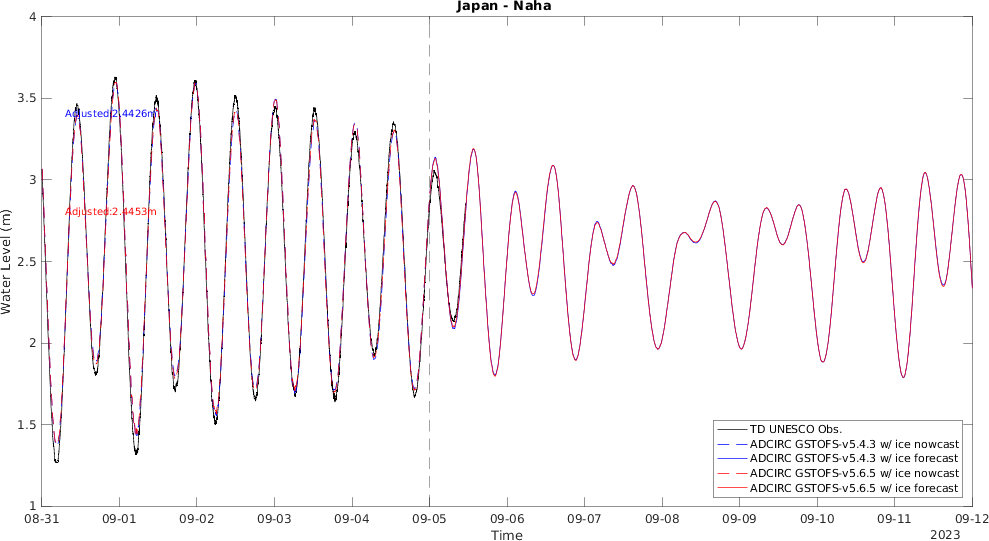 Japan - Naha
4
3.5
3
2.5
2
1.5
1
Water Level (m)
Adjusted:2.4426m
Adjusted:2.4453m
TD UNESCO Obs.
ADCIRC GSTOFS-v5.4.3 w/ ice nowcast
ADCIRC GSTOFS-v5.4.3 w/ ice forecast
ADCIRC GSTOFS-v5.6.5 w/ ice nowcast
ADCIRC GSTOFS-v5.6.5 w/ ice forecast
08-31 09-01 09-02 09-03 09-04 09-05 09-06 09-07 09-08 09-09 09-10 09-11 09-12
Time
2023